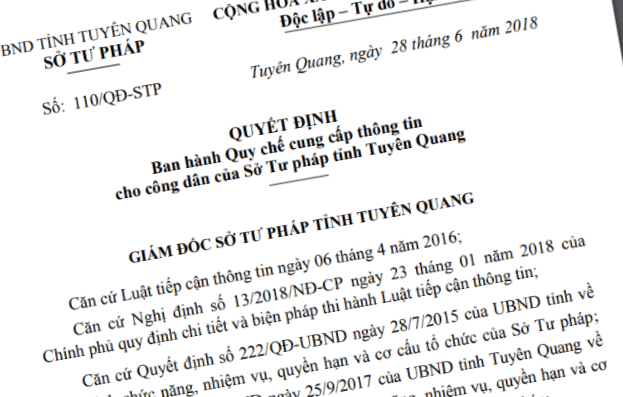 BND TỈNH TUYÊN QUANG
SỞ TƯ PHÁP
CỘNG HÒA
Độc lập – Tự do –
Số: 110/QĐ-STP
Tuyên Quang, ngày 28 tháng 6 năm 2018
QUYẾT ĐỊNH
Ban hành Quy chế cung cấp thông tin
cho công dân của Sở Tư pháp tỉnh Tuyên Quang
GIÁM ĐỐC SỞ TƯ PHÁP TỈNH TUYÊN QUANG
Căn cứ Luật tiếp cận thông tin ngày 06 tháng 4 năm 2016;
Căn cứ Nghị định số 13/2018/NĐ-CP ngày 23 tháng 01 năm 2018 của
Chính phủ quy định chi tiết và biện pháp thi hành Luật tiếp cận thông tin;
Căn cứ Quyết định số 222/QĐ-UBND ngày 28/7/2015 của UBND tỉnh về
chức năng, nhiệm vụ, quyền hạn và cơ cấu tổ chức của Sở Tư pháp;
ngày 25/9/2017 của UBND tỉnh Tuyên Quang về
nhiệm vụ, quyền hạn và cơ